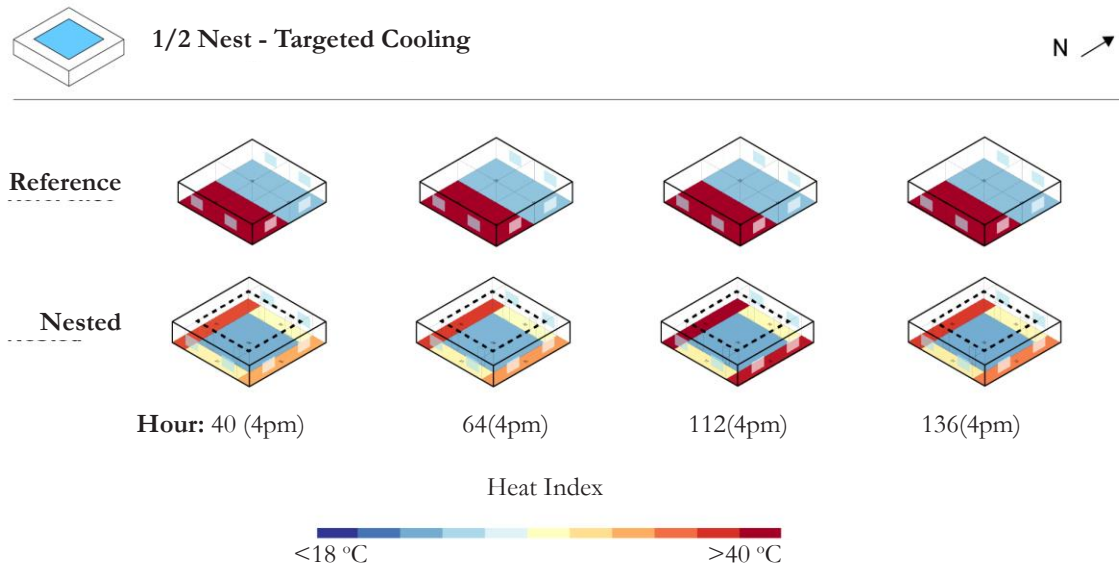 1/2 Nest - Targeted Cooling
N
Reference
Nested
Hour: 40 (4pm) 64(4pm) 112(4pm) 136(4pm)
Heat Index
<18 °C >40 °C